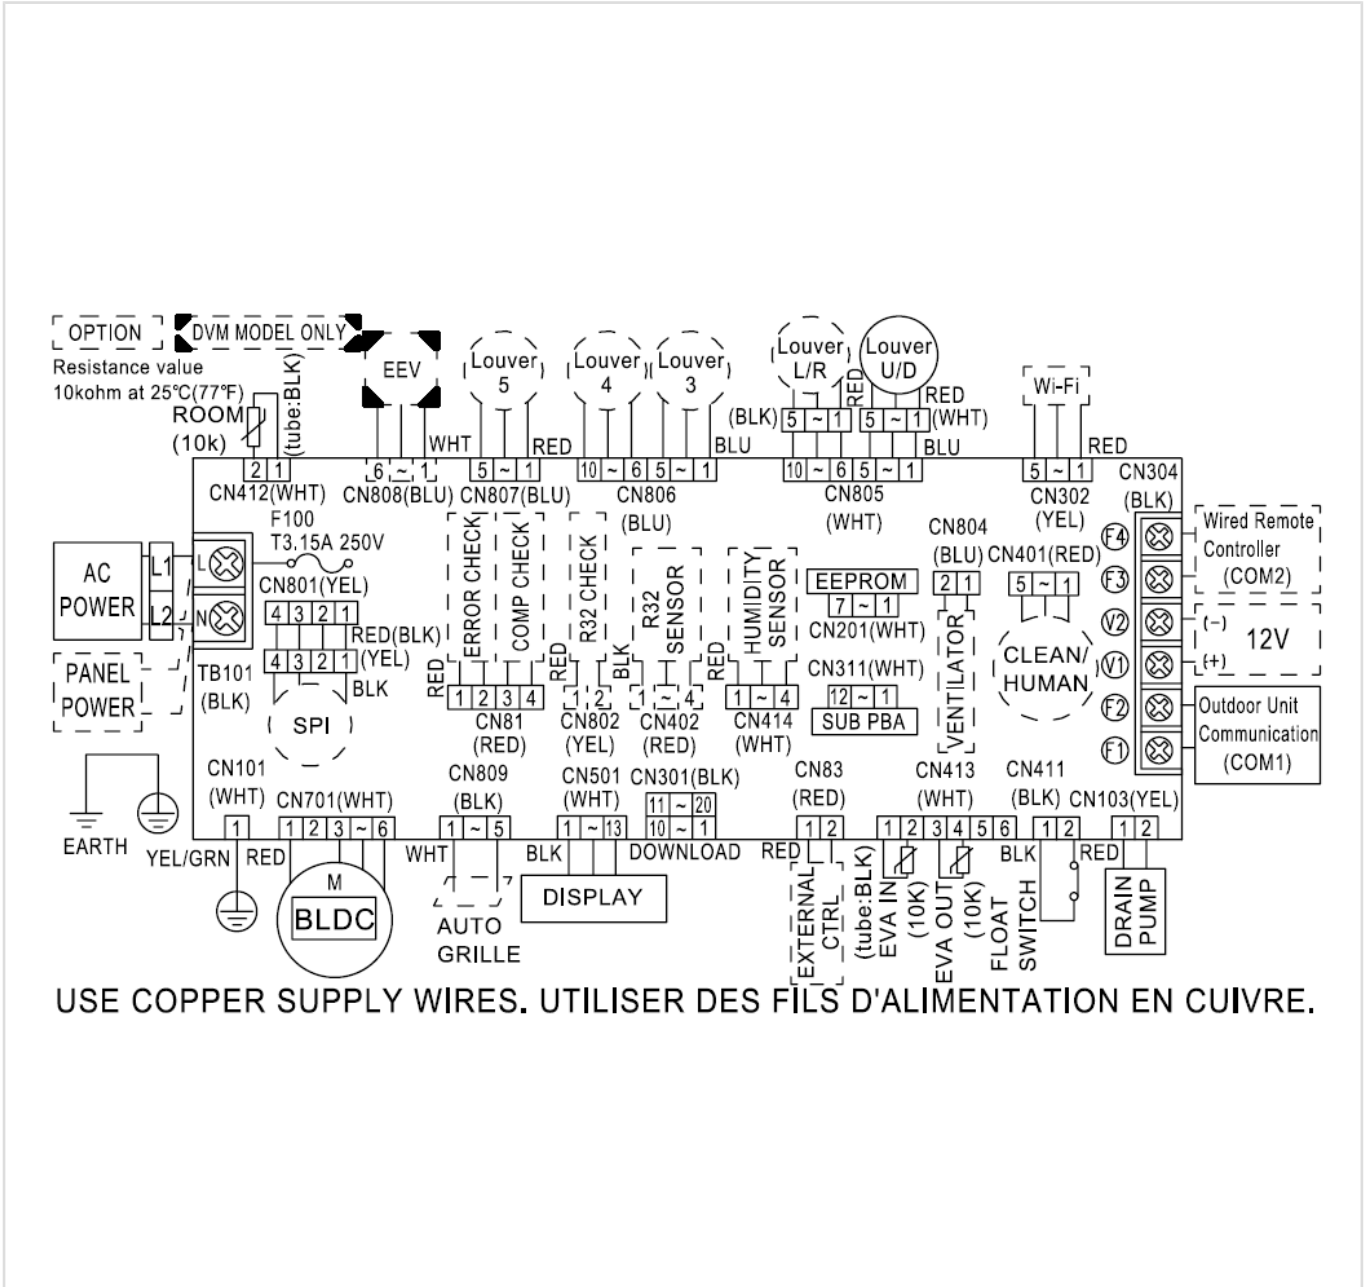 OPTION
DVM MODEL ONLY
Resistance value
10kohm at 25℃(77℉)
ROOM
(10k)
(tube:BLK)
2 1
CN412(WHT)
EEV
WHT
6 ~ 1
CN808(BLU)
Louver
5
RED
5 ~ 1
CN807(BLU)
Louver
4
Louver
3
BLU
10 ~ 6 5 ~ 1
CN806
(BLU)
Louver
L/R
RED
(BLK)
5 ~ 1
Louver
U/D
RED
(WHT)
5 ~ 1
BLU
10 ~ 6 5 ~ 1
CN805
(WHT)
Wi-Fi
RED
5 ~ 1
CN302
(YEL)
CN304
(BLK)
F4
F3
V2
V1
F2
F1
Wired Remote
Controller
(COM2)
(-)
12V
(+)
Outdoor Unit
Communication
(COM1)
AC
POWER
L1
L2
L
N
PANEL
POWER
TB101
(BLK)
F100
T3.15A 250V
CN801(YEL)
4 3 2 1
RED(BLK)
(YEL)
4 3 2 1
BLK
SPI
ERROR CHECK
COMP CHECK
RED
1 2 3 4
CN81
(RED)
R32 CHECK
RED
1 2
CN802
(YEL)
R32
SENSOR
BLK
1 ~ 4
CN402
(RED)
HUMIDITY
SENSOR
RED
1 ~ 4
CN414
(WHT)
EEPROM
7 ~ 1
CN201(WHT)
CN311(WHT)
12 ~ 1
SUB PBA
CN804
(BLU)
2 1
VENTILATOR
CN401(RED)
5 ~ 1
CLEAN/
HUMAN
EARTH
CN101
(WHT)
1
YEL/GRN
CN701(WHT)
1 2 3 ~ 6
RED
M
BLDC
CN809
(BLK)
1 ~ 5
WHT
AUTO
GRILLE
CN501
(WHT)
1 ~ 13
BLK
DISPLAY
CN301(BLK)
11 ~ 20
10 ~ 1
DOWNLOAD
CN83
(RED)
1 2
RED
EXTERNAL
CTRL
CN413
(WHT)
1 2 3 4 5 6
(tube:BLK)
EVA IN
(10K)
EVA OUT
(10K)
CN411
(BLK)
1 2
BLK
FLOAT
SWITCH
CN103(YEL)
1 2
RED
DRAIN
PUMP
USE COPPER SUPPLY WIRES. UTILISER DES FILS D'ALIMENTATION EN CUIVRE.